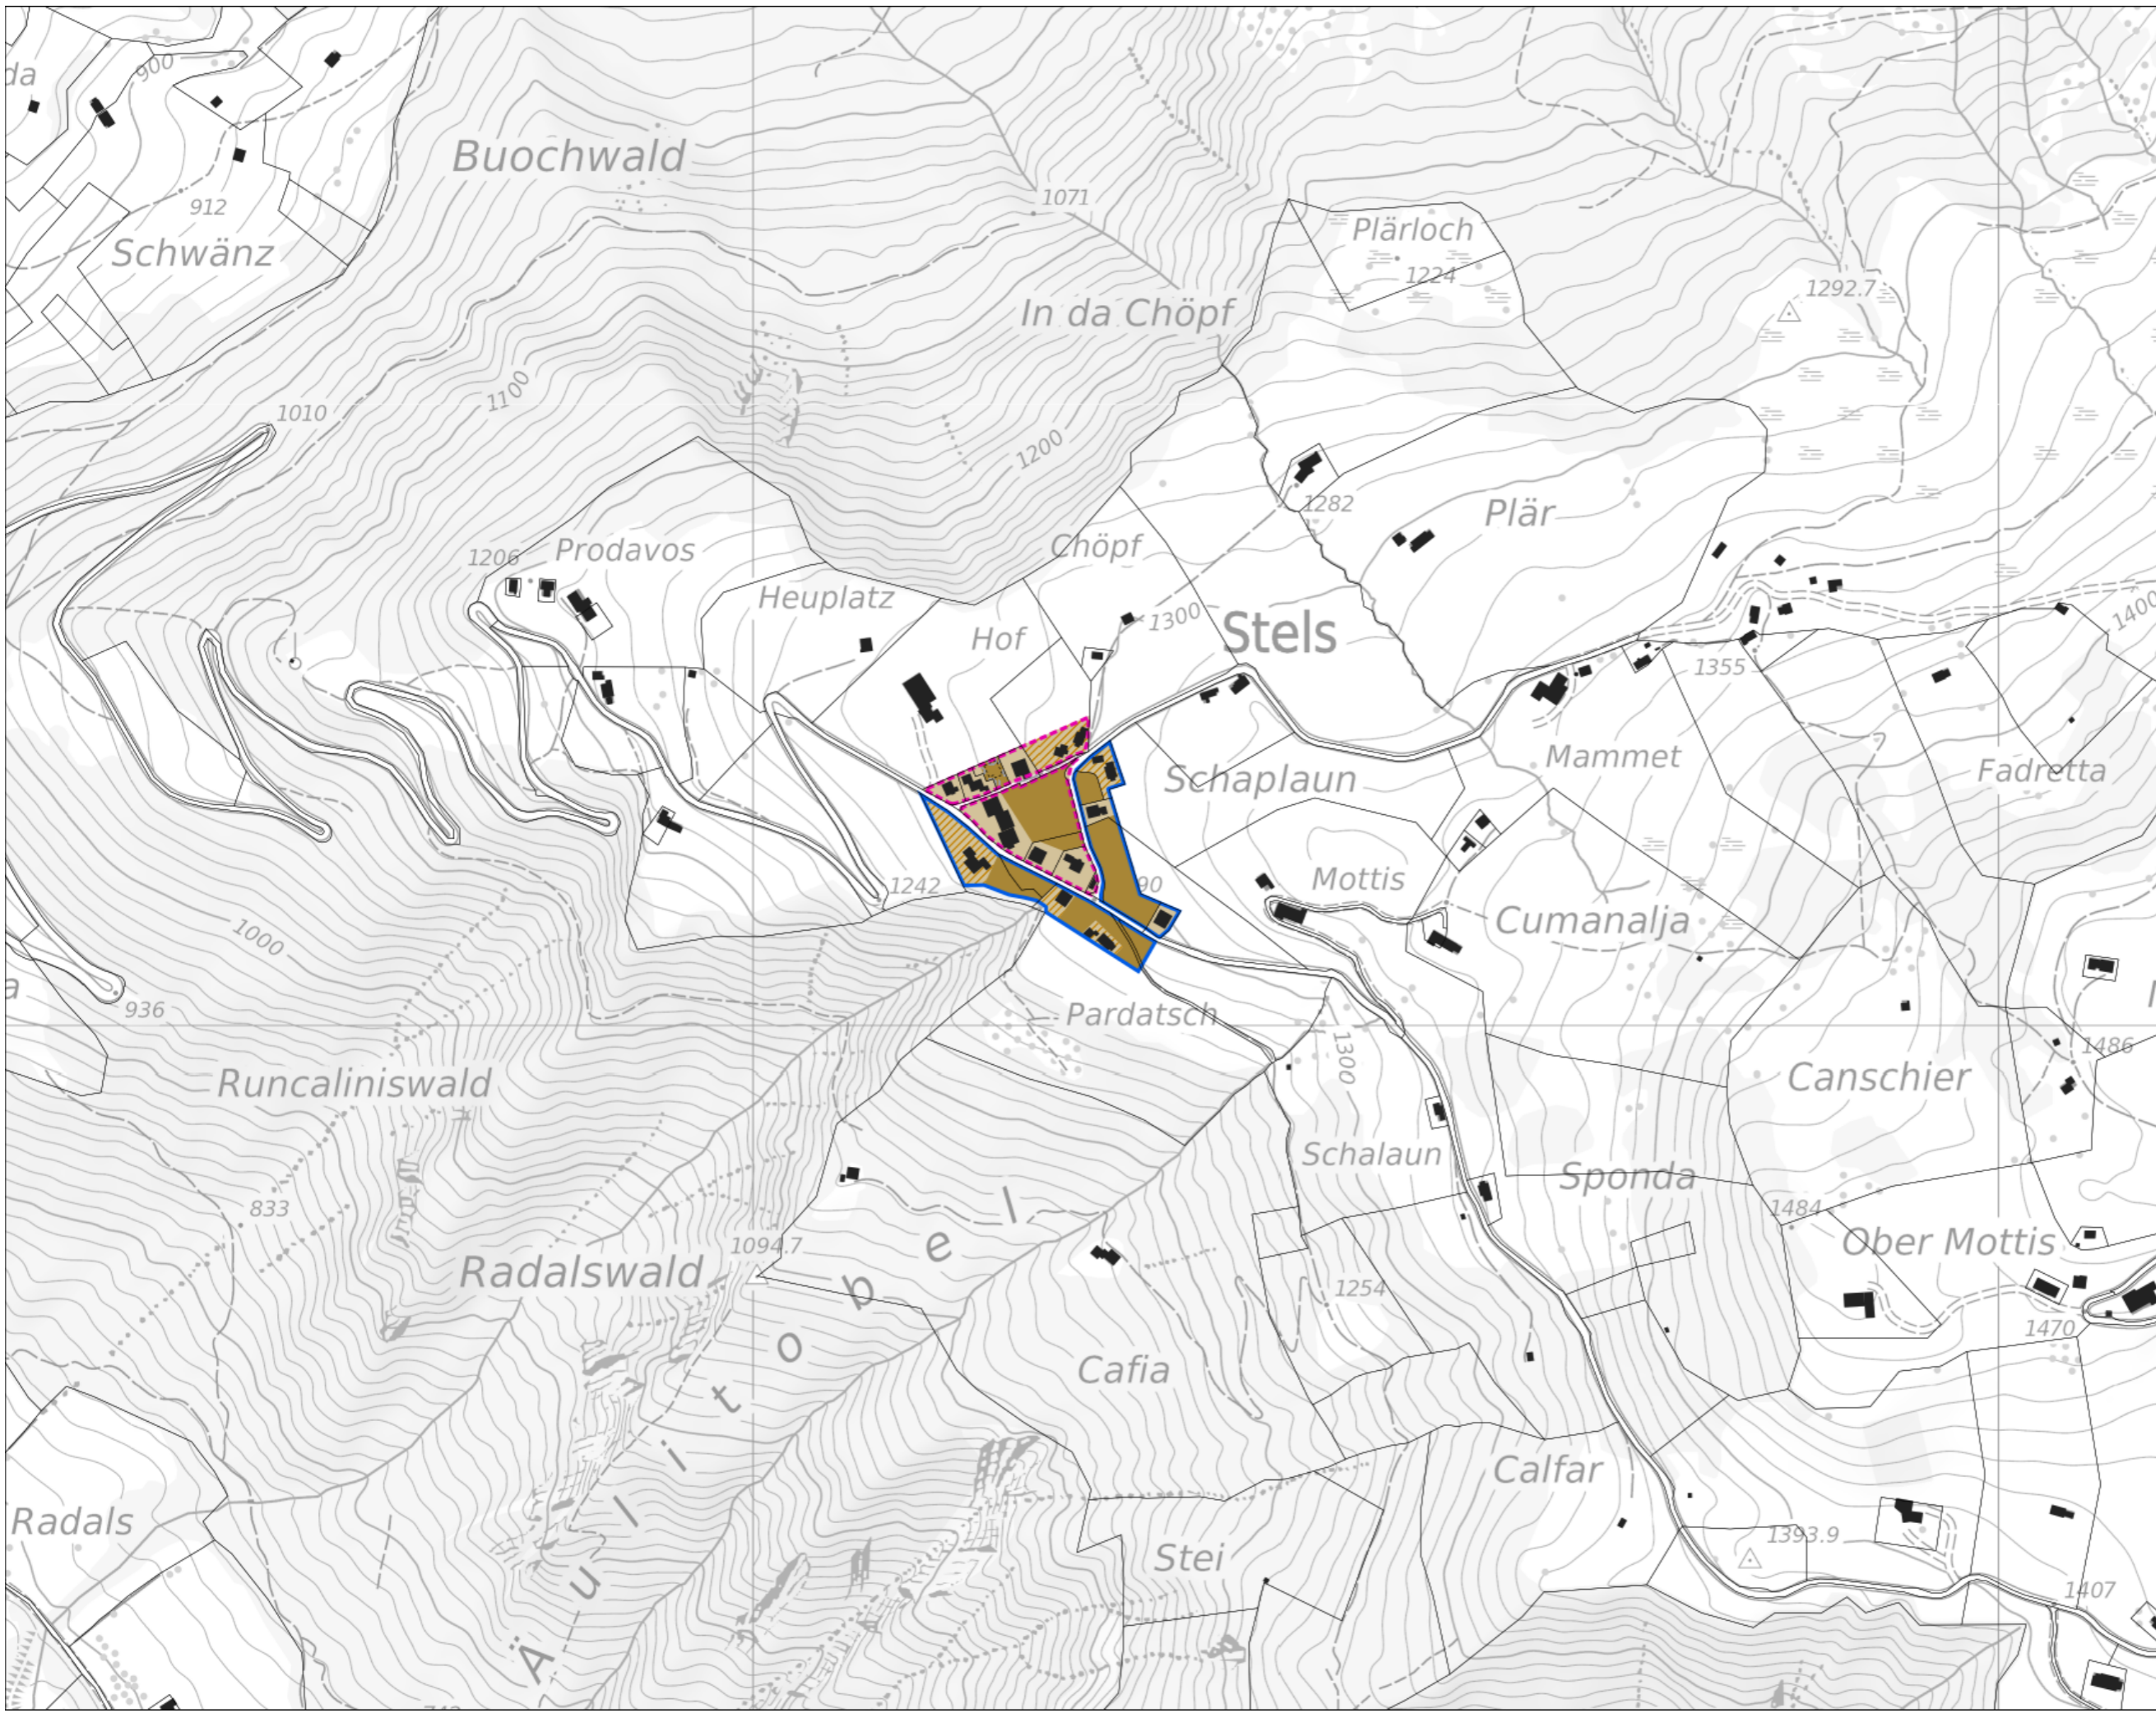 da
900
Buochwald
912
1071
Schwänz
Plärloch
1224
1292.7
In da Chöpf
1100
1010
1200
1282
Plär
Chöpf
1206
Prodavos
Heuplatz
1300
1400
Hof
Stels
1355
Mammet
Fadretta
Schaplaun
1242
90
Mottis
Cumanalja
1000
a
936
Pardatsch
1300
1486
Runcaliniswald
Canschier
Schalaun
Sponda
833
1484
1094.7
Ober Mottis
Radalswald
1254
1470
Cafia
Äulitobel
Calfar
Radals
1393.9
Stei
1407